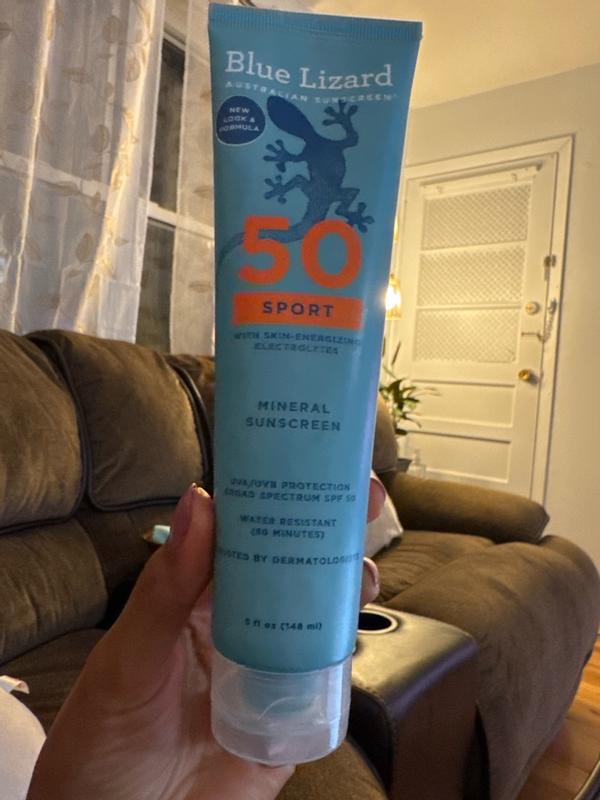 Blue Lizard
AUSTRALIAN SUNSCREEN
NEW
LOOK &
FORMULA
50
SPORT
WITH SKIN-ENERGIZING
ELECTROLYTES
MINERAL
SUNSCREEN
UVA/UVB PROTECTION
BROAD SPECTRUM SPF 50
WATER RESISTANT
(80 MINUTES)
TRUSTED BY DERMATOLOGISTS
5 fl oz (148 ml)